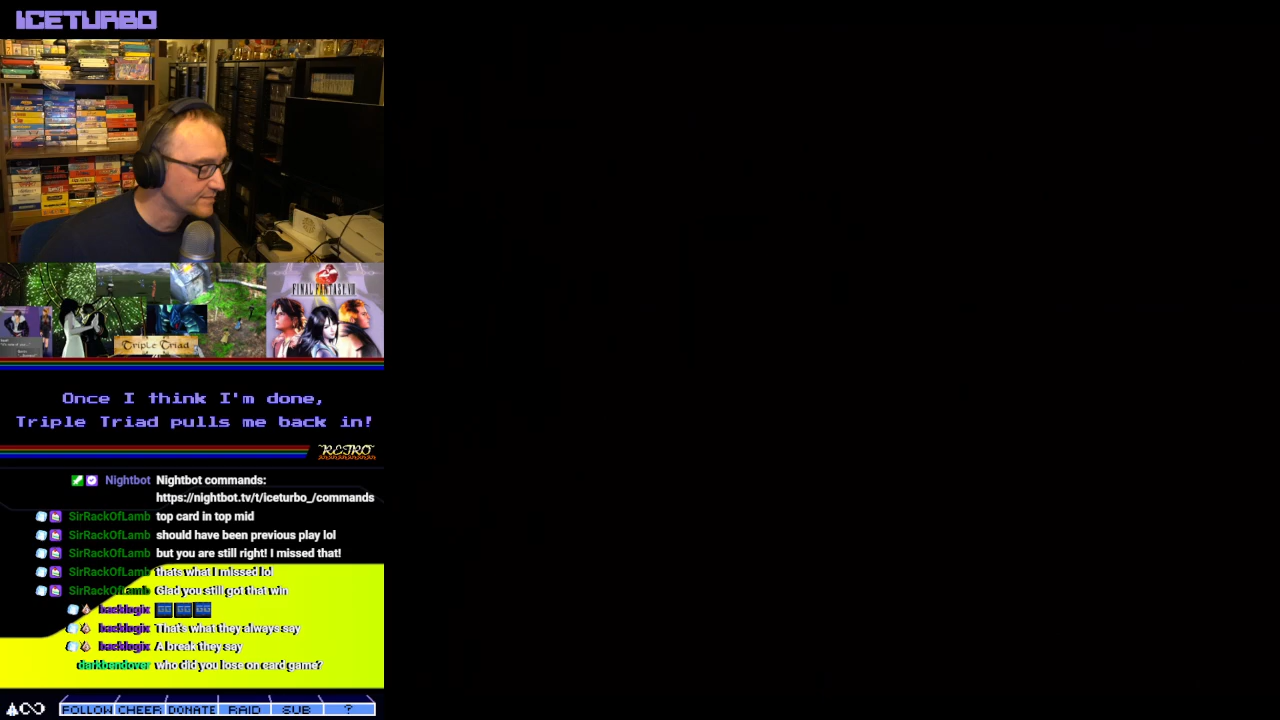 ICETURBO
FINAL FANTASY VIII
Triple Triad
Once I think I'm done,
Triple Triad pulls me back in!
RETRO
Nightbot Nightbot commands:
https://nightbot.tv/t/iceturbo_/commands
SirRackOfLamb top card in top mid
SirRackOfLamb should have been previous play lol
SirRackOfLamb but you are still right! I missed that!
SirRackOfLamb thats what I missed lol
SirRackOfLamb Glad you still got that win
backlogix
backlogix That's what they always say
backlogix A break they say
darkbendover who did you lose on card game?
FOLLOW CHEER DONATE RAID SUB ?